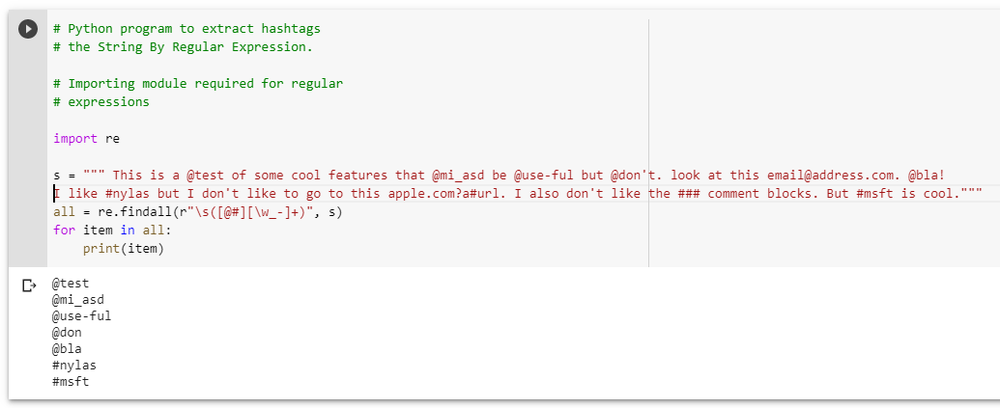 # Python program to extract hashtags
# the String By Regular Expression.
# Importing module required for regular
# expressions
import re
s = """ This is a @test of some cool features that @mi_asd be @use-ful but @don't. look at this email@address.com. @bla!
I like #nylas but I don't like to go to this apple.com?a#url. I also don't like the ### comment blocks. But #msft is cool."""
all = re.findall(r"\s([@#][\w_-]+)", s)
for item in all:
    print(item)
@test
@mi_asd
@use-ful
@don
@bla
#nylas
#msft